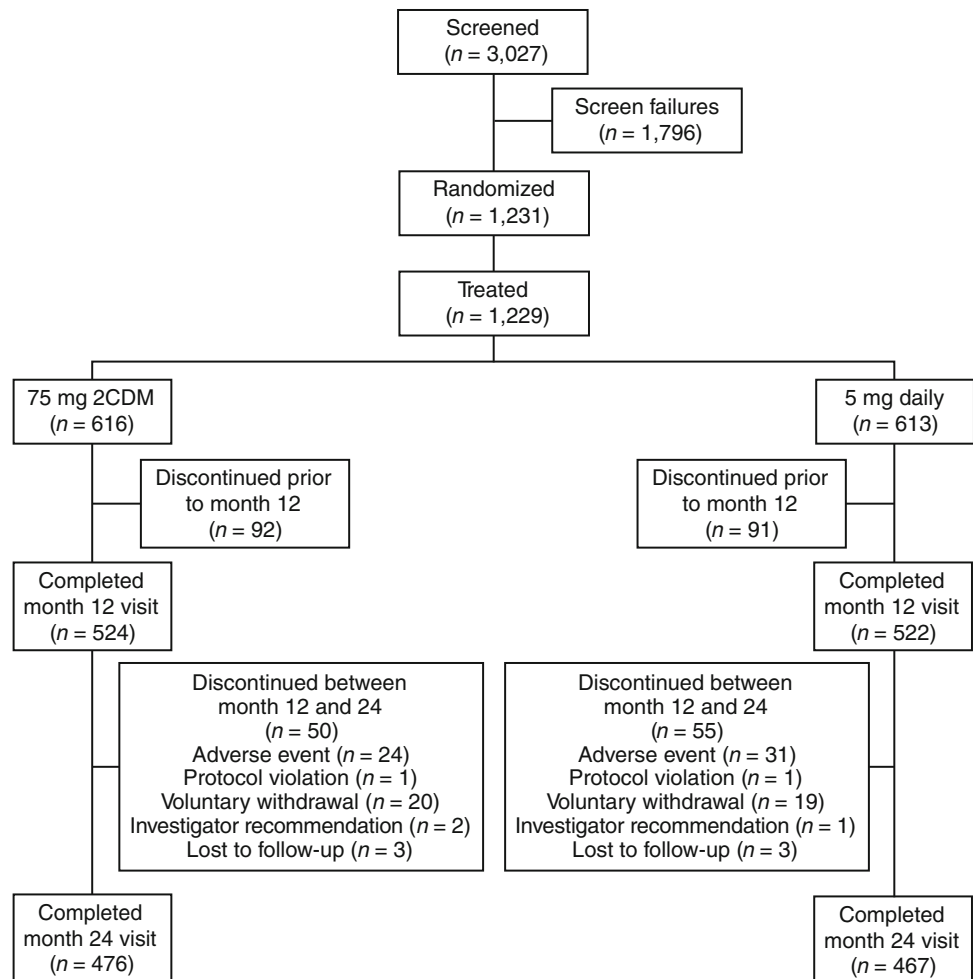 Screened
(n = 3,027)
Screen failures
(n = 1,796)
Randomized
(n = 1,231)
Treated
(n = 1,229)
75 mg 2CDM
(n = 616)
5 mg daily
(n = 613)
Discontinued prior
to month 12
(n = 92)
Discontinued prior
to month 12
(n = 91)
Completed
month 12 visit
(n = 524)
Completed
month 12 visit
(n = 522)
Discontinued between
month 12 and 24
(n = 50)
Adverse event (n = 24)
Protocol violation (n = 1)
Voluntary withdrawal (n = 20)
Investigator recommendation (n = 2)
Lost to follow-up (n = 3)
Discontinued between
month 12 and 24
(n = 55)
Adverse event (n = 31)
Protocol violation (n = 1)
Voluntary withdrawal (n = 19)
Investigator recommendation (n = 1)
Lost to follow-up (n = 3)
Completed
month 24 visit
(n = 476)
Completed
month 24 visit
(n = 467)